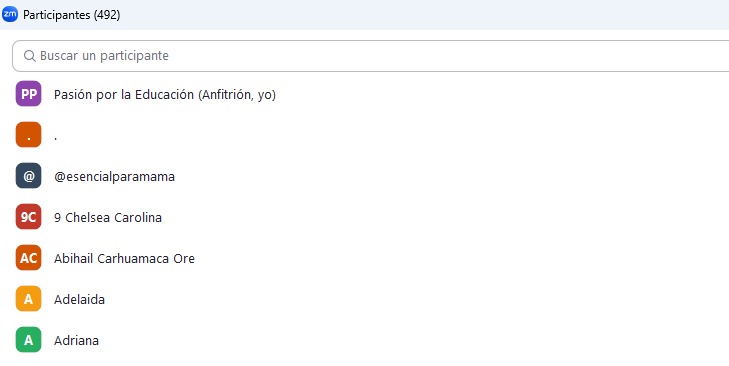 zm Participantes (492)
Buscar un participante
PP Pasión por la Educación (Anfitrión, yo)
. .
@ @esencialparamama
9C 9 Chelsea Carolina
AC Abihail Carhuamaca Ore
A Adelaida
A Adriana